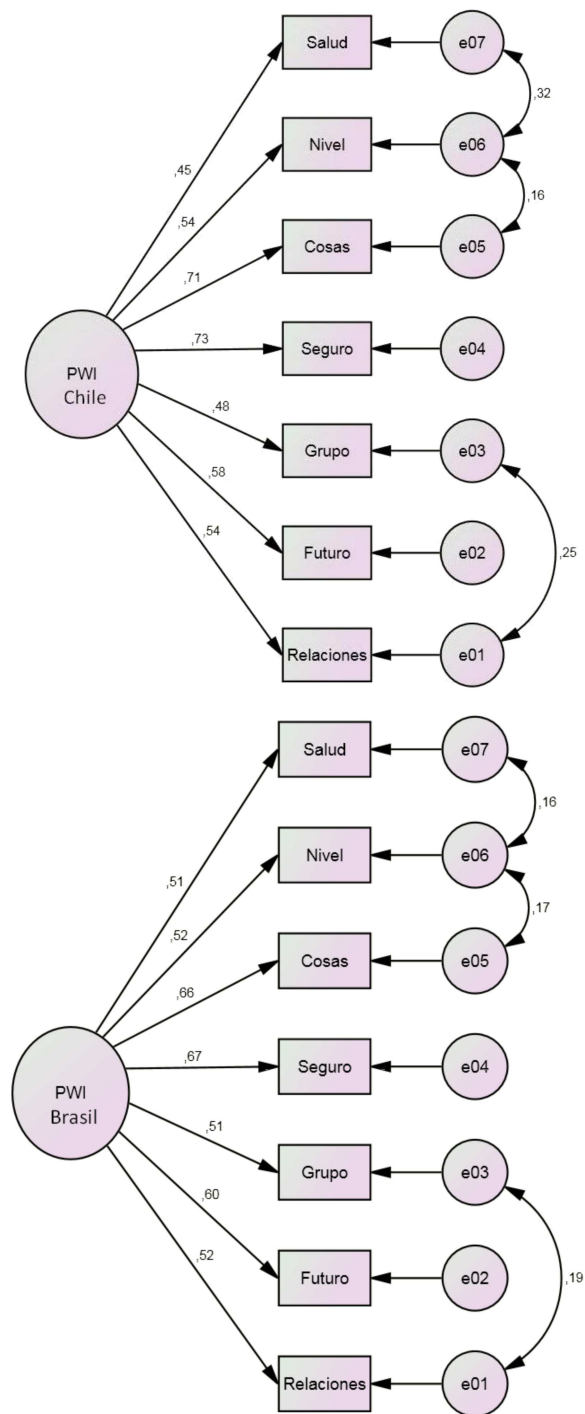 Salud
e07
,32
,45
Nivel
e06
,54
,16
Cosas
e05
,71
Seguro
e04
,73
PWI
Chile
Grupo
e03
,48
Futuro
e02
,58
,25
,54
Relaciones
e01
Salud
e07
,16
Nivel
e06
,51
,52
,17
Cosas
e05
,66
Seguro
e04
,67
PWI
Brasil
,51
Grupo
e03
,60
,52
Futuro
e02
,19
Relaciones
e01